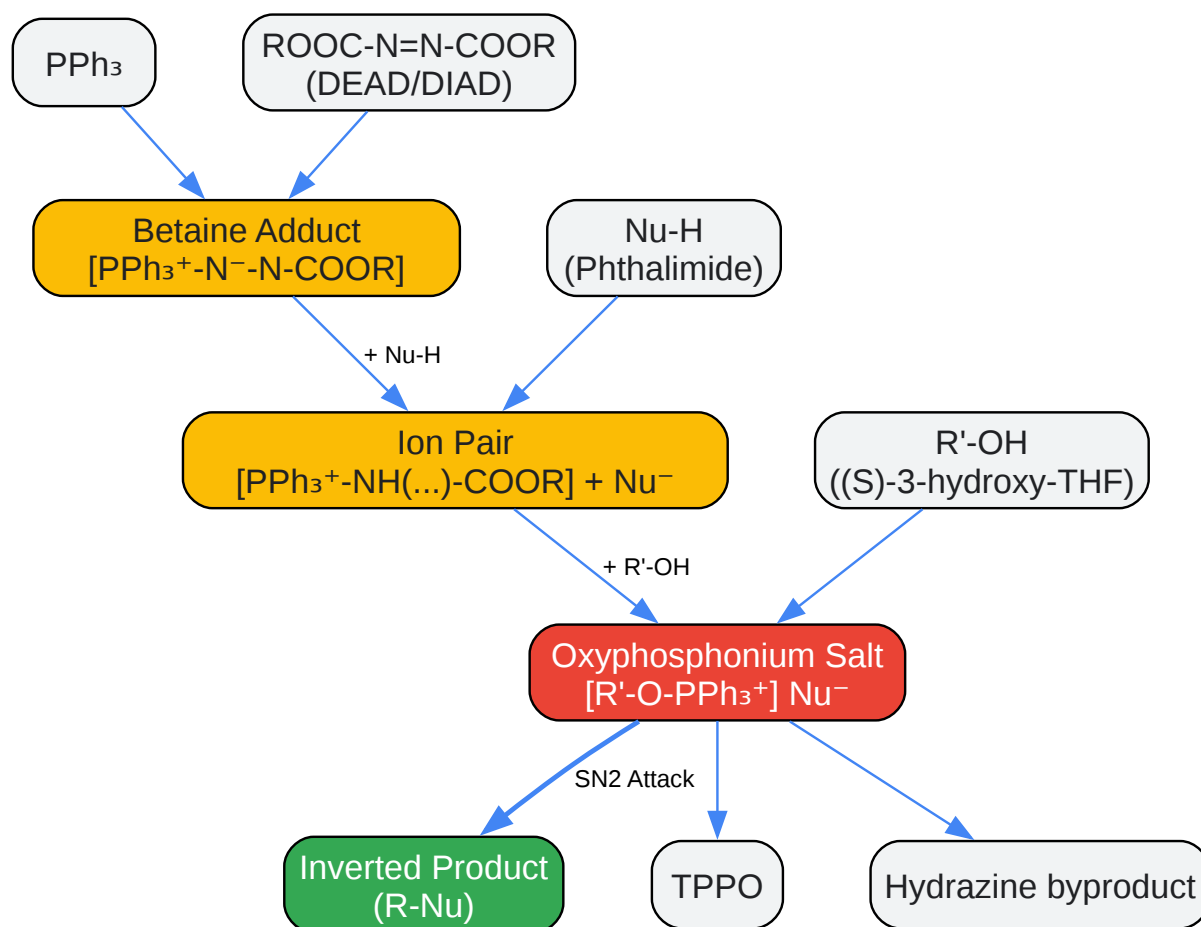 PPh₃
ROOC-N=N-COOR
(DEAD/DIAD)
Betaine Adduct
[PPh₃⁺-N⁻-N-COOR]
Nu-H
(Phthalimide)
+ Nu-H
Ion Pair
[PPh₃⁺-NH(...)-COOR] + Nu⁻
R'-OH
((S)-3-hydroxy-THF)
+ R'-OH
Oxyphosphonium Salt
[R'-O-PPh₃⁺] Nu⁻
SN2 Attack
Inverted Product
(R-Nu)
TPPO
Hydrazine byproduct